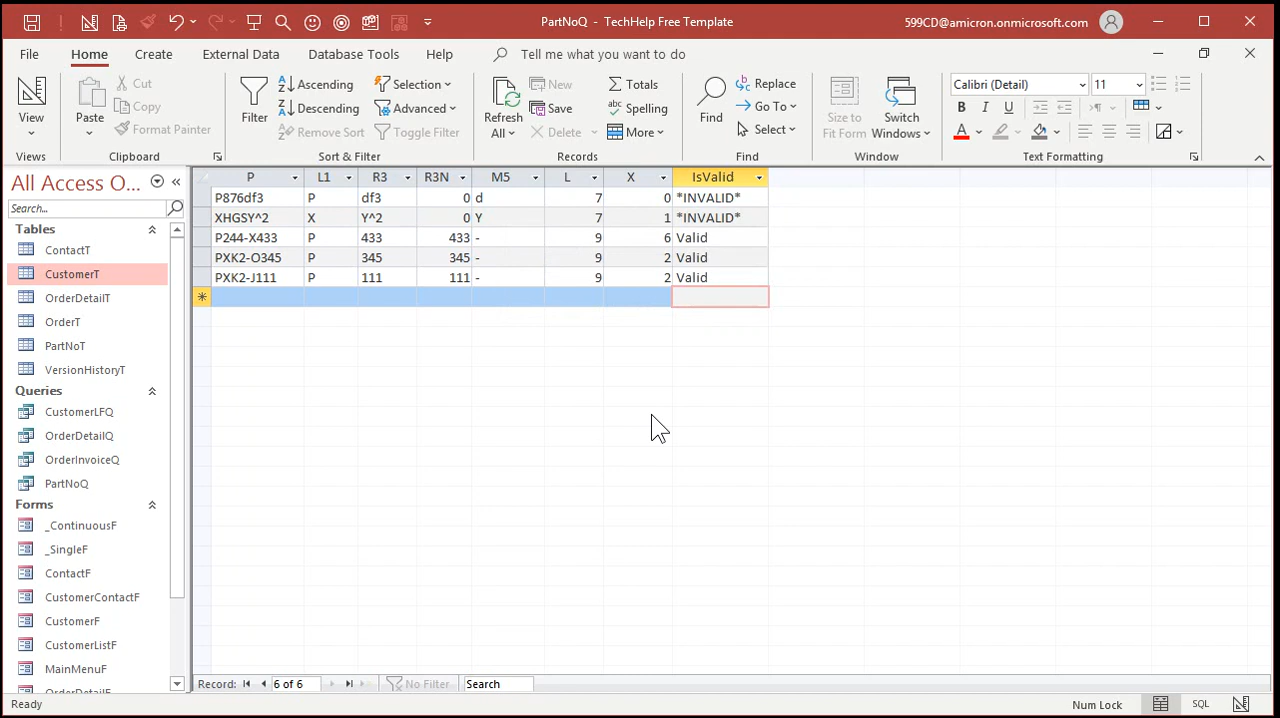 PartNoQ - TechHelp Free Template
599CD@amicron.onmicrosoft.com
File Home Create External Data Database Tools Help Tell me what you want to do
View
Views
Paste
Cut
Copy
Format Painter
Clipboard
Filter
Ascending
Descending
Remove Sort
Selection
Advanced
Toggle Filter
Sort & Filter
Refresh
All
New
Save
Delete
Totals
Spelling
More
Records
Find
Replace
Go To
Select
Find
Size to
Fit Form
Switch
Windows
Window
Calibri (Detail) 11
B I U
A
Text Formatting
All Access O...
Search...
Tables
ContactT
CustomerT
OrderDetailT
OrderT
PartNoT
VersionHistoryT
Queries
CustomerLFQ
OrderDetailQ
OrderInvoiceQ
PartNoQ
Forms
_ContinuousF
_SingleF
ContactF
CustomerContactF
CustomerF
CustomerListF
MainMenuF
OrderDetailF
P L1 R3 R3N M5 L X IsValid
P876df3 P df3 0 d 7 0 *INVALID*
XHGSY^2 X Y^2 0 Y 7 1 *INVALID*
P244-X433 P 433 433 - 9 6 Valid
PXK2-O345 P 345 345 - 9 2 Valid
PXK2-J111 P 111 111 - 9 2 Valid
Record: 6 of 6 No Filter Search
Ready
Num Lock
SQL